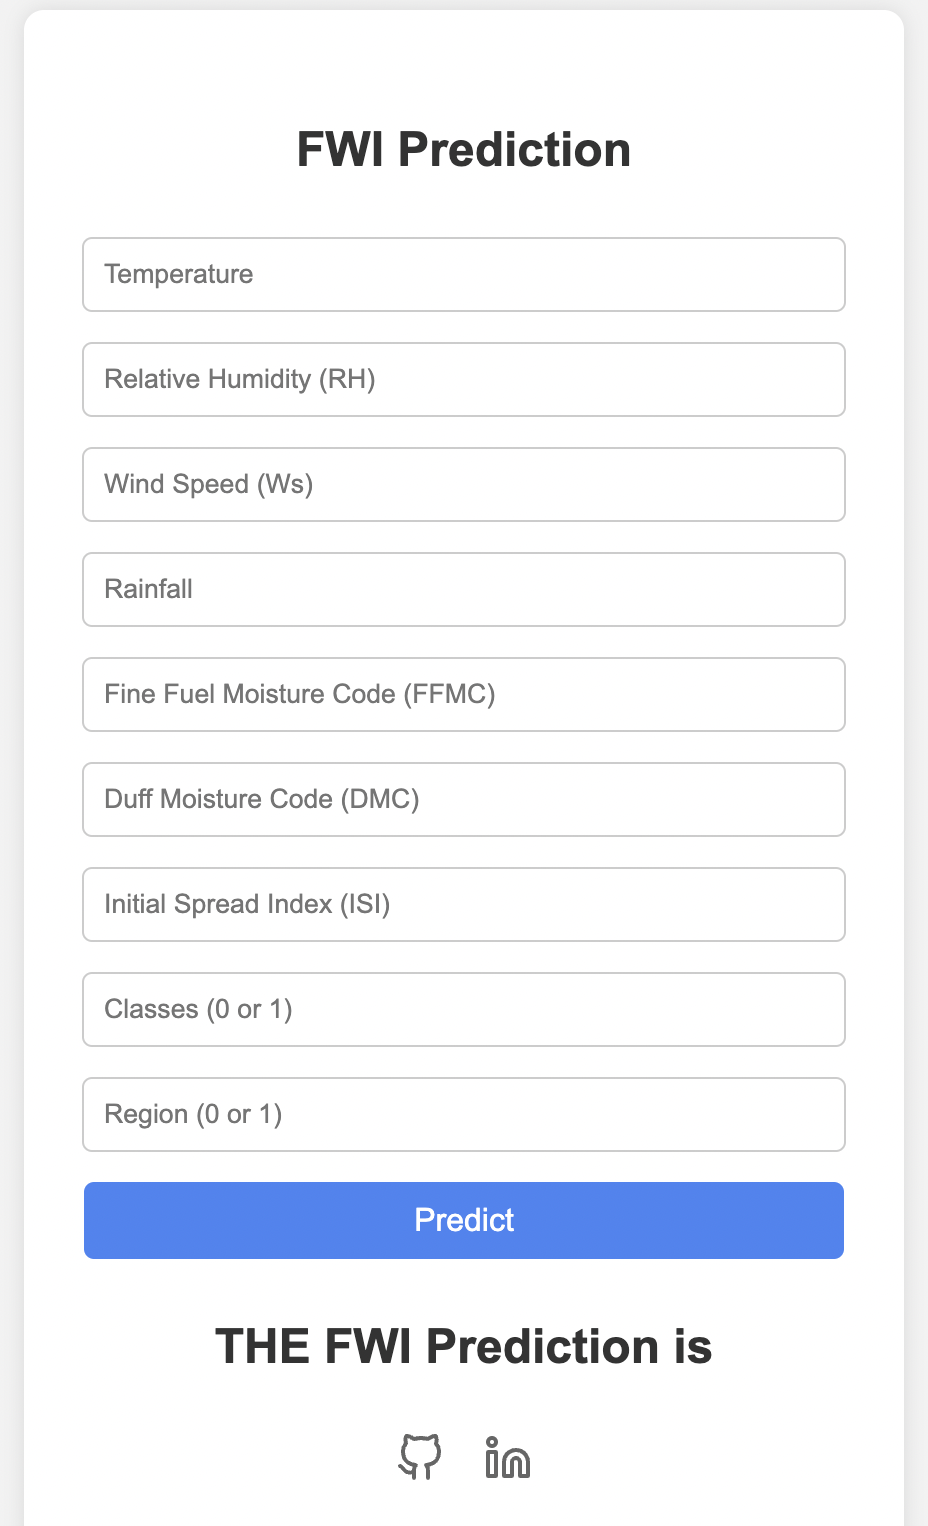 FWI Prediction
Temperature
Relative Humidity (RH)
Wind Speed (Ws)
Rainfall
Fine Fuel Moisture Code (FFMC)
Duff Moisture Code (DMC)
Initial Spread Index (ISI)
Classes (0 or 1)
Region (0 or 1)
Predict
THE FWI Prediction is